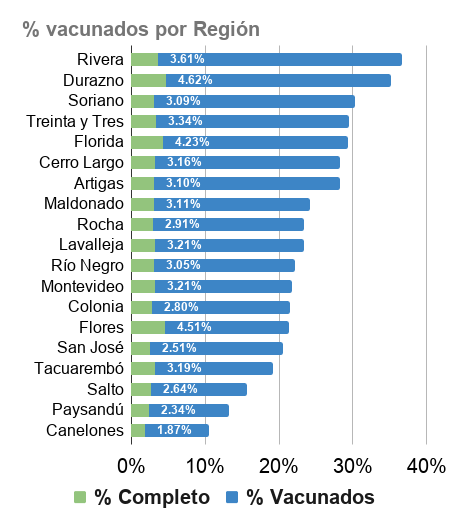 % vacunados por Región
Rivera 3.61%
Durazno 4.62%
Soriano 3.09%
Treinta y Tres 3.34%
Florida 4.23%
Cerro Largo 3.16%
Artigas 3.10%
Maldonado 3.11%
Rocha 2.91%
Lavalleja 3.21%
Río Negro 3.05%
Montevideo 3.21%
Colonia 2.80%
Flores 4.51%
San José 2.51%
Tacuarembó 3.19%
Salto 2.64%
Paysandú 2.34%
Canelones 1.87%
0% 10% 20% 30% 40%
% Completo % Vacunados